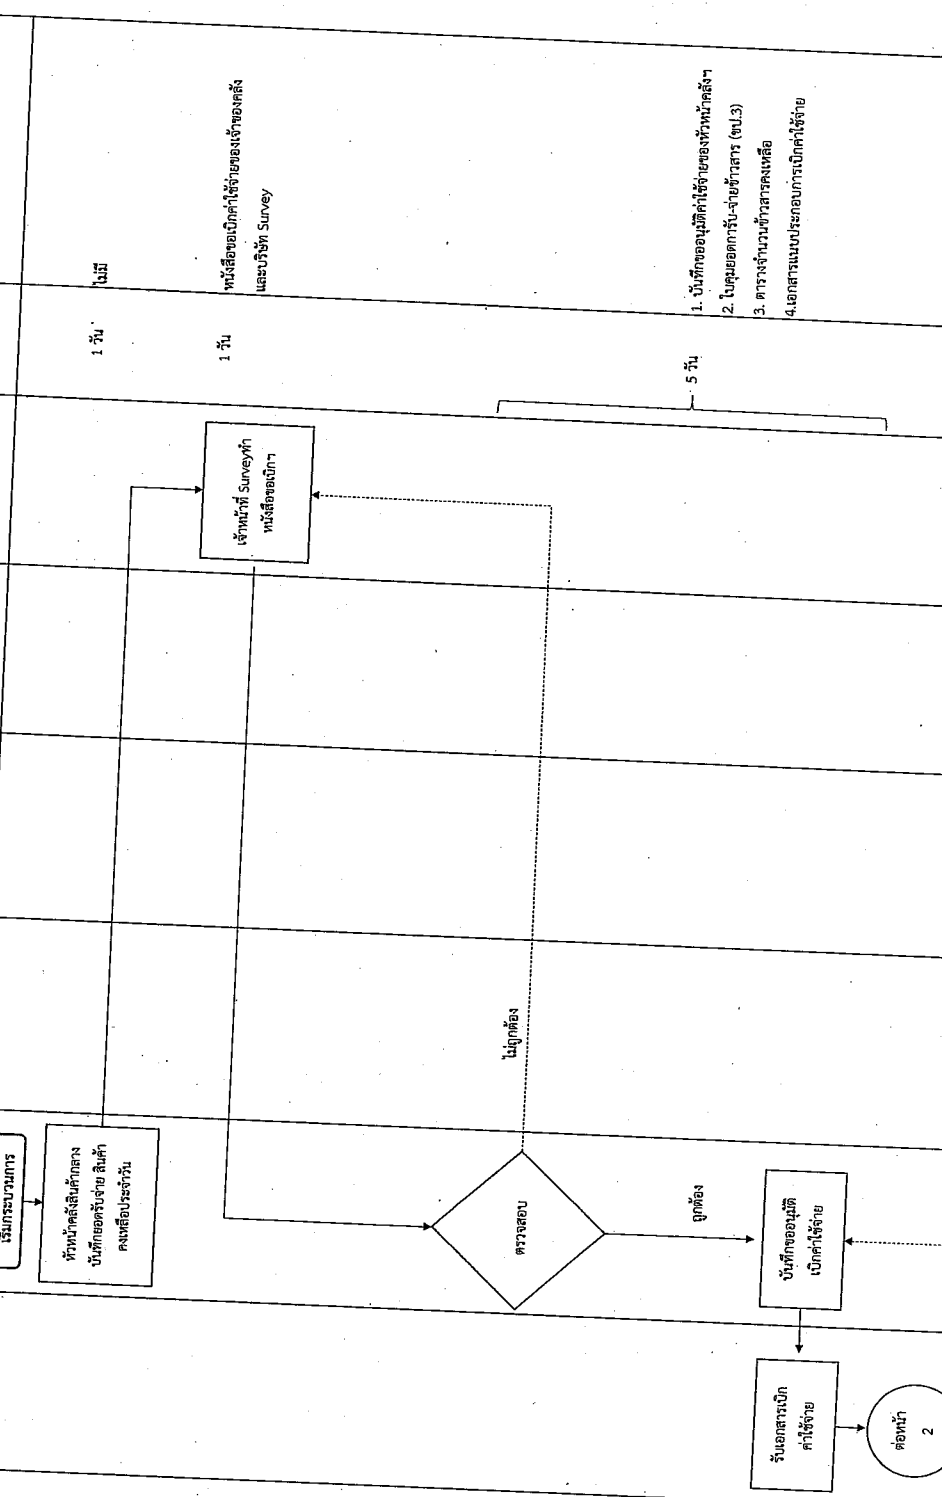 เริ่มกระบวนการ
หัวหน้าคลังสินค้ากลาง
บันทึกยอดรับจ่าย สินค้า
คงเหลือประจำวัน
1 วัน
ไม่มี
เจ้าหน้าที่ Surveyทำ
หนังสือขอเบิกฯ
1 วัน
หนังสือขอเบิกค่าใช้จ่ายของเจ้าของคลัง
และบริษัท Survey
ตรวจสอบ
ไม่ถูกต้อง
ถูกต้อง
5 วัน
1. บันทึกขออนุมัติค่าใช้จ่ายของหัวหน้าคลังฯ
2. ใบคุมยอดการับ-จ่ายข้าวสาร (ขป.3)
3. ตารางจำนวนข้าวสารคงเหลือ
4.เอกสารแนบประกอบการเบิกค่าใช้จ่าย
บันทึกขออนุมัติ
เบิกค่าใช้จ่าย
รับเอกสารเบิก
ค่าใช้จ่าย
ต่อหน้า
2